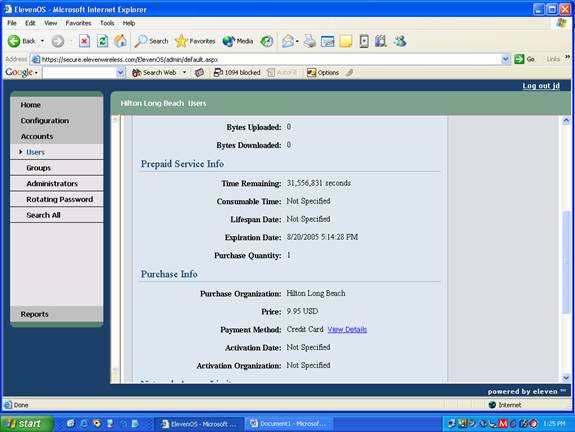 ElevenOS - Microsoft Internet Explorer
File Edit View Favorites Tools Help
Back Search Favorites Media
Address https://secure.elevenwireless.com/ElevenOS/admin/default.aspx Go Links »
Google Search Web 1094 blocked AutoFill Options
Log out jd
Home
Configuration
Accounts
Users
Groups
Administrators
Rotating Password
Search All
Reports
Hilton Long Beach Users
Bytes Uploaded: 0
Bytes Downloaded: 0
Prepaid Service Info
Time Remaining: 31,556,831 seconds
Consumable Time: Not Specified
Lifespan Date: Not Specified
Expiration Date: 8/20/2005 5:14:28 PM
Purchase Quantity: 1
Purchase Info
Purchase Organization: Hilton Long Beach
Price: 9.95 USD
Payment Method: Credit Card View Details
Activation Date: Not Specified
Activation Organization: Not Specified
powered by eleven ™
Done Internet
start ElevenOS - Microsoft ... Document1 - Microsof... 1:25 PM